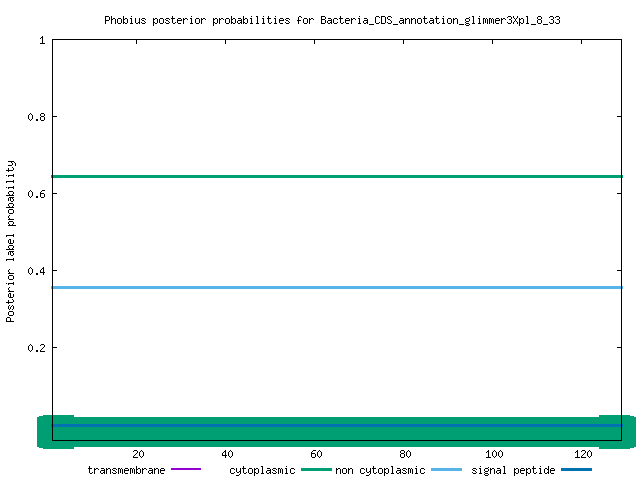 Phobius posterior probabilities for Bacteria_CDS_annotation_glimmer3Xpl_8_33
1
0.8
0.6
0.4
0.2
Posterior label probability
20 40 60 80 100 120
transmembrane cytoplasmic non cytoplasmic signal peptide